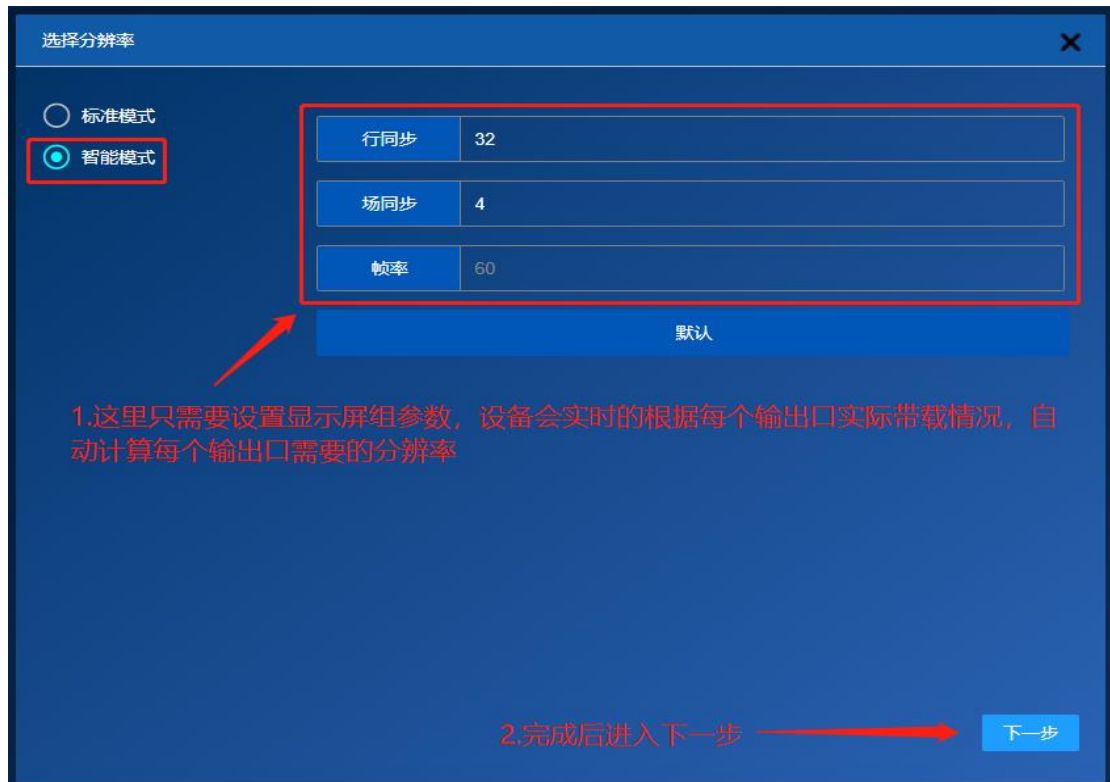 选择分辨率
标准模式
智能模式
行同步 32
场同步 4
帧率 60
默认
1.这里只需要设置显示屏组参数，设备会实时的根据每个输出口实际带载情况，自
动计算每个输出口需要的分辨率
2.完成后进入下一步
下一步